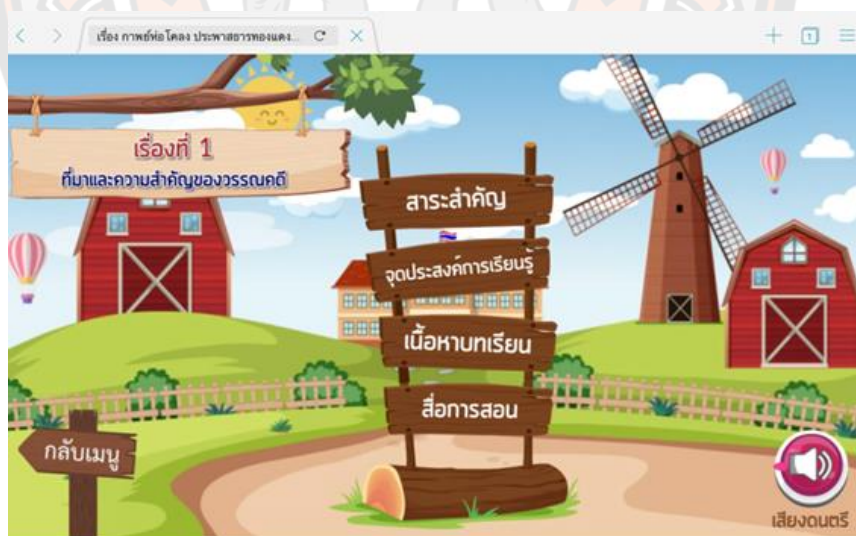 เรื่อง กาพย์ห่อโคลง ประพาสธารทองแดง...
1
เรื่องที่ 1
ที่มาและความสำคัญของวรรณคดี
สาระสำคัญ
จุดประสงค์การเรียนรู้
เนื้อหาบทเรียน
สื่อการสอน
กลับเมนู
เสียงดนตรี